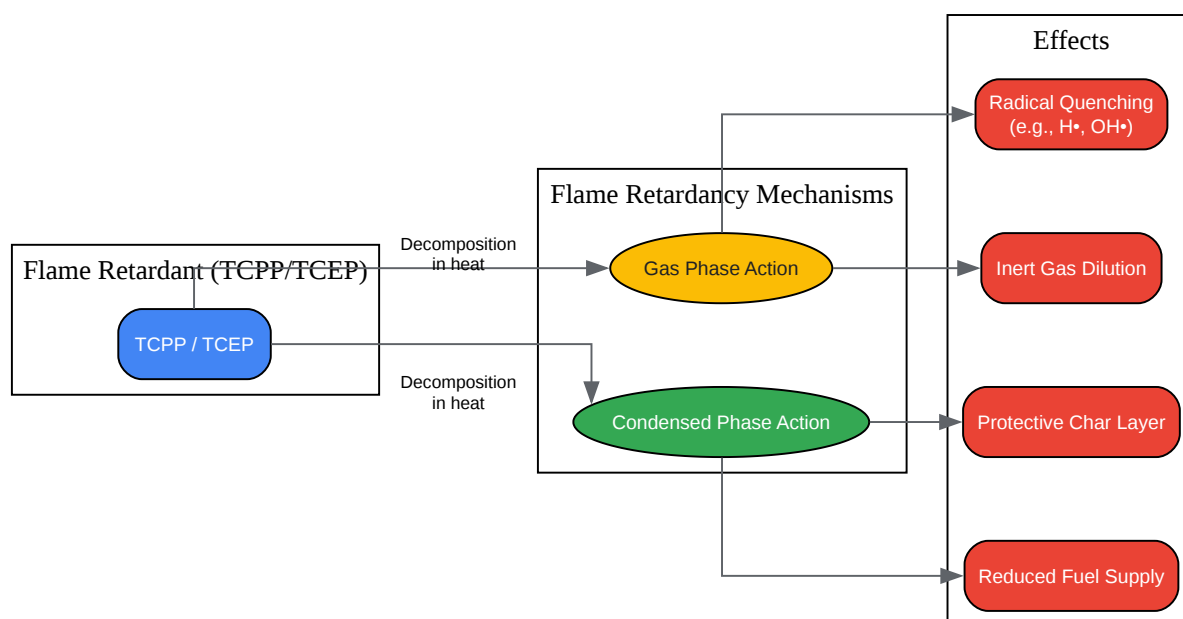 Effects
Radical Quenching
(e.g., H•, OH•)
Flame Retardancy Mechanisms
Decomposition
in heat
Gas Phase Action
Inert Gas Dilution
Flame Retardant (TCPP/TCEP)
TCPP / TCEP
Decomposition
in heat
Condensed Phase Action
Protective Char Layer
Reduced Fuel Supply